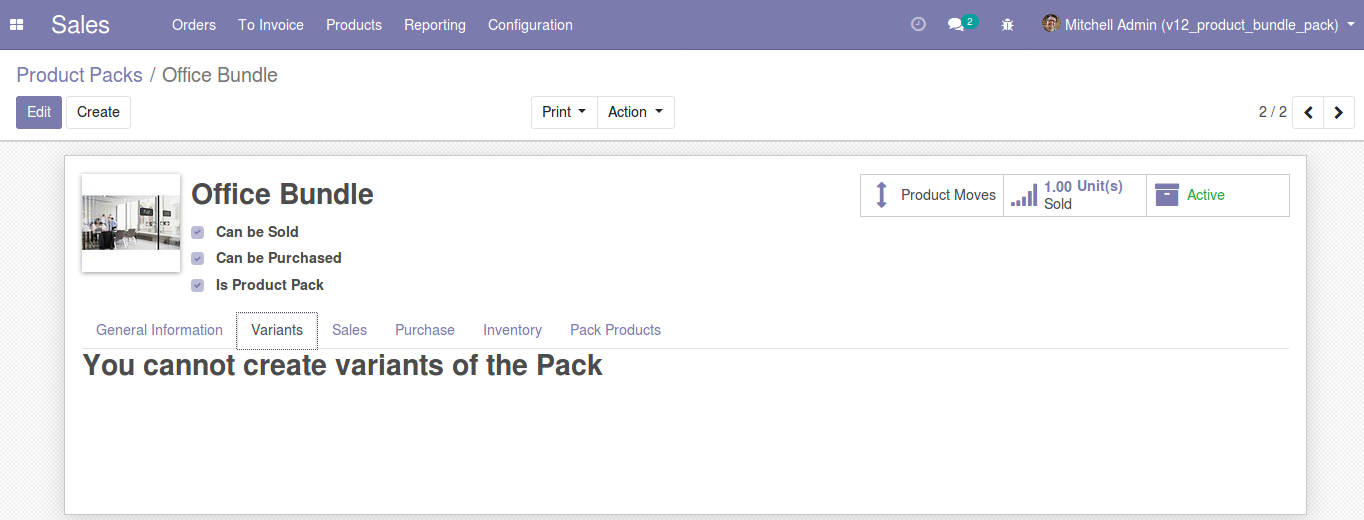 Sales Orders To Invoice Products Reporting Configuration 2 Mitchell Admin (v12_product_bundle_pack)
Product Packs / Office Bundle
Edit Create Print Action 2 / 2
Office Bundle
Product Moves
1.00 Unit(s)
Sold
Active
Can be Sold
Can be Purchased
Is Product Pack
General Information Variants Sales Purchase Inventory Pack Products
You cannot create variants of the Pack